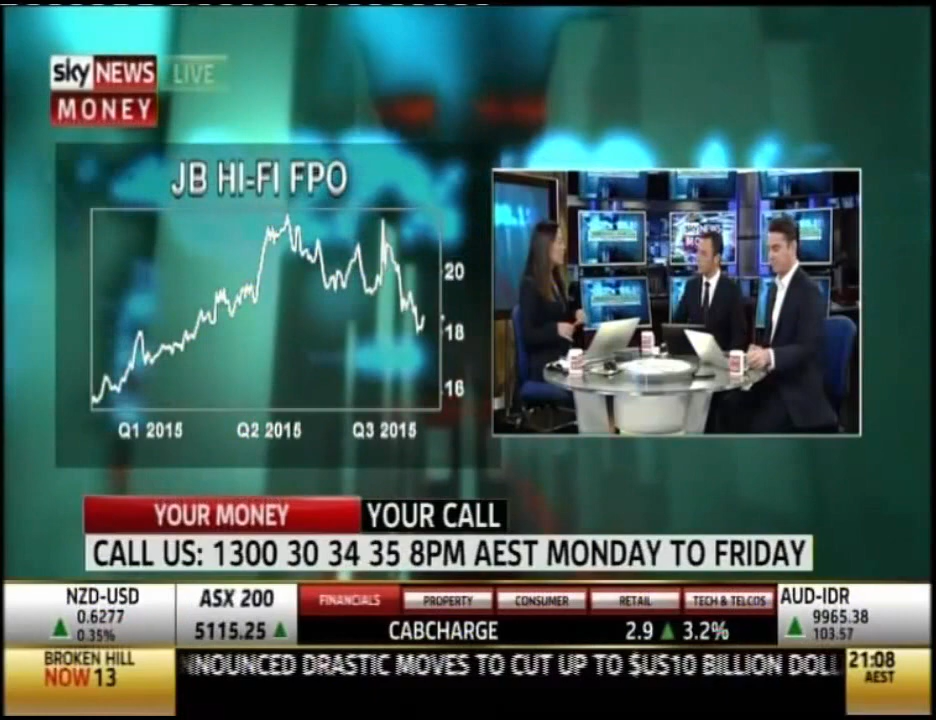 sky NEWS LIVE
MONEY
JB HI-FI FPO
20
18
16
Q1 2015 Q2 2015 Q3 2015
SKY NEWS
YOUR MONEY YOUR CALL
CALL US: 1300 30 34 35 8PM AEST MONDAY TO FRIDAY
NZD-USD
0.6277
0.35%
ASX 200
5115.25
FINANCIALS PROPERTY CONSUMER RETAIL TECH & TELCOS
CABCHARGE 2.9 3.2%
AUD-IDR
9965.38
103.57
BROKEN HILL
NOW 13
NOUNCED DRASTIC MOVES TO CUT UP TO $US10 BILLION DOLL
21:08
AEST